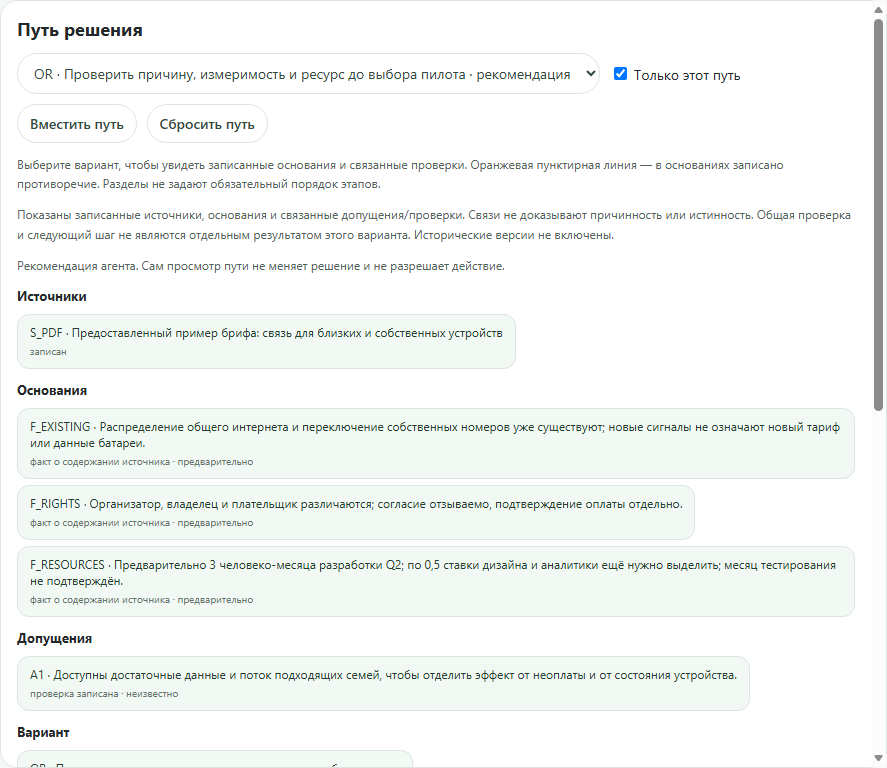 Путь решения
OR · Проверить причину, измеримость и ресурс до выбора пилота · рекомендация
Только этот путь
Вместить путь
Сбросить путь
Выберите вариант, чтобы увидеть записанные основания и связанные проверки. Оранжевая пунктирная линия — в основаниях записано
противоречие. Разделы не задают обязательный порядок этапов.
Показаны записанные источники, основания и связанные допущения/проверки. Связи не доказывают причинность или истинность. Общая проверка
и следующий шаг не являются отдельным результатом этого варианта. Исторические версии не включены.
Рекомендация агента. Сам просмотр пути не меняет решение и не разрешает действие.
Источники
S_PDF · Предоставленный пример брифа: связь для близких и собственных устройств
записан
Основания
F_EXISTING · Распределение общего интернета и переключение собственных номеров уже существуют; новые сигналы не означают новый тариф
или данные батареи.
факт о содержании источника · предварительно
F_RIGHTS · Организатор, владелец и плательщик различаются; согласие отзываемо, подтверждение оплаты отдельно.
факт о содержании источника · предварительно
F_RESOURCES · Предварительно 3 человеко-месяца разработки Q2; по 0,5 ставки дизайна и аналитики ещё нужно выделить; месяц тестирования
не подтверждён.
факт о содержании источника · предварительно
Допущения
A1 · Доступны достаточные данные и поток подходящих семей, чтобы отделить эффект от неоплаты и от состояния устройства.
проверка записана · неизвестно
Вариант